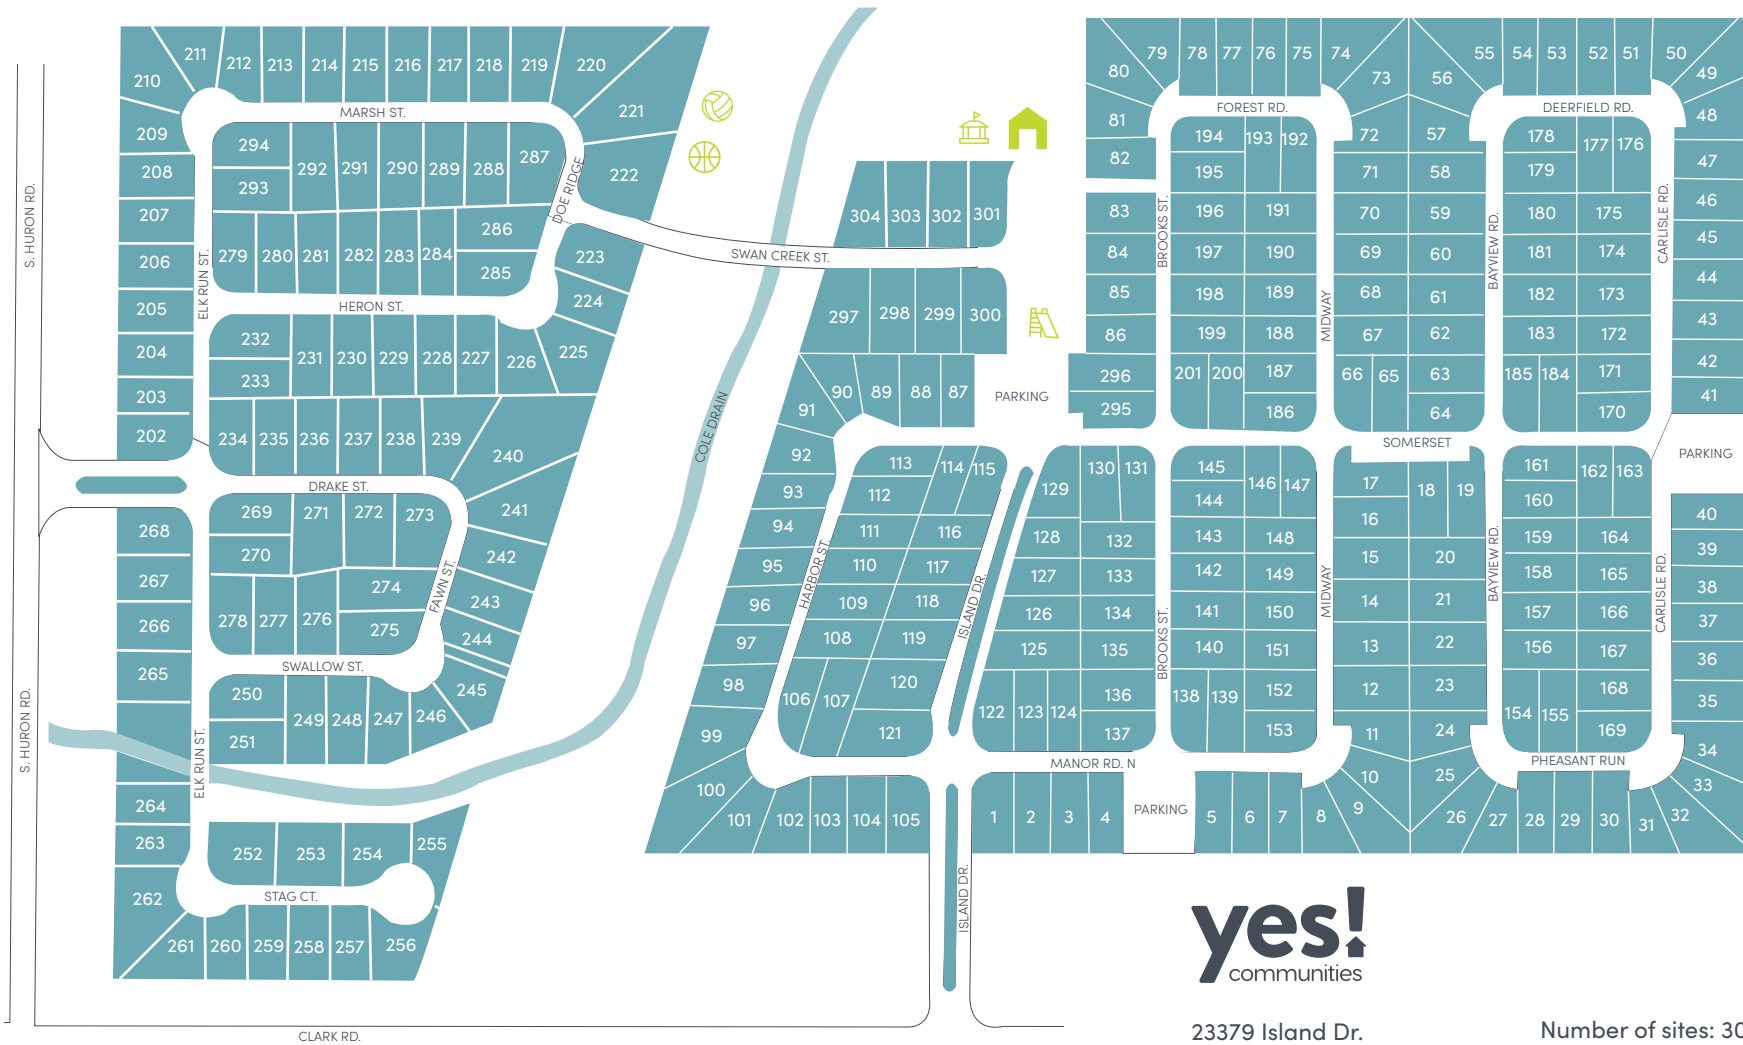 211 212 213 214 215 216 217 218 219 220
210
221
209
208
207
206
205
204
203
202
222
MARSH ST.
294 292 291 290 289 288 287
293
DOE RIDGE
286
279 280 281 282 283 284
285
223
224
225
HERON ST.
ELK RUN ST.
232
231 230 229 228 227 226
233
234 235 236 237 238 239
240
241
242
243
244
245
DRAKE ST.
269 271 272 273
270
274
278 277 276
275
FAWN ST.
SWALLOW ST.
268
267
266
265
264
263
262
250
249 248 247 246
251
ELK RUN ST.
252 253 254 255
STAG CT.
261 260 259 258 257 256
S. HURON RD.
S. HURON RD.
CLARK RD.
COLE DRAIN
SWAN CREEK ST.
304 303 302 301
297 298 299 300
91 90 89 88 87
PARKING
92
93
94
95
96
97
98
99
100
101 102 103 104 105
HARBOR ST.
113 114 115
112
111 116
110 117
109 118
108 119
106 107 120
121
ISLAND DR.
ISLAND DR.
129 130 131
128 132
127 133
126 134
125 135
122 123 124 136
137
MANOR RD. N
1 2 3 4
PARKING
5 6 7 8 9
10
11
79 78 77 76 75 74
80 73
81
82
83
84
85
86
296
295
FOREST RD.
BROOKS ST.
194 193 192
195
196 191
197 190
198 189
199 188
201 200 187
186
MIDWAY
72 57
71 58
70 59
69 60
68 61
67 62
66 65 63
64
56 55 54 53 52 51 50
49
48
47
46
45
44
43
42
41
DEERFIELD RD.
BAYVIEW RD.
178 177 176
179
180 175
181 174
182 173
183 172
185 184 171
170
CARLISLE RD.
SOMERSET
PARKING
145 146 147
144
143 148
142 149
141 150
140 151
138 139 152
153
BROOKS ST.
MIDWAY
17 18 19
16
15 20
14 21
13 22
12 23
24
25
BAYVIEW RD.
161 162 163
160
159 164
158 165
157 166
156 167
154 155 168
169
CARLISLE RD.
PHEASANT RUN
40
39
38
37
36
35
34
33
26 27 28 29 30 31 32
yes!
communities
23379 Island Dr.
Number of sites: 30